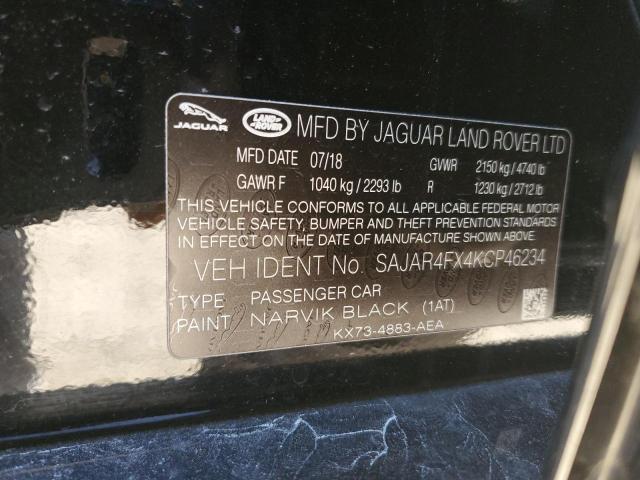 JAGUAR LAND ROVER MFD BY JAGUAR LAND ROVER LTD
MFD DATE 07/18 GVWR 2150 kg / 4740 lb
GAWR F 1040 kg / 2293 lb R 1230 kg / 2712 lb
THIS VEHICLE CONFORMS TO ALL APPLICABLE FEDERAL MOTOR
VEHICLE SAFETY, BUMPER AND THEFT PREVENTION STANDARDS
IN EFFECT ON THE DATE OF MANUFACTURE SHOWN ABOVE.
VEH IDENT No. SAJAR4FX4KCP46234
TYPE PASSENGER CAR
PAINT NARVIK BLACK (1AT)
KX73-4883-AEA